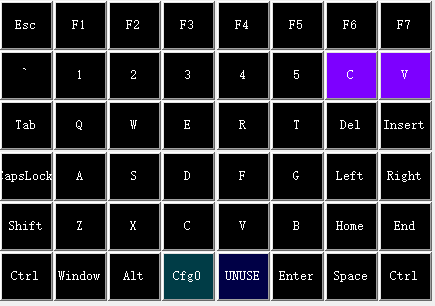 Esc F1 F2 F3 F4 F5 F6 F7
` 1 2 3 4 5 C V
Tab Q W E R T Del Insert
CapsLock A S D F G Left Right
Shift Z X C V B Home End
Ctrl Window Alt Cfg0 UNUSE Enter Space Ctrl